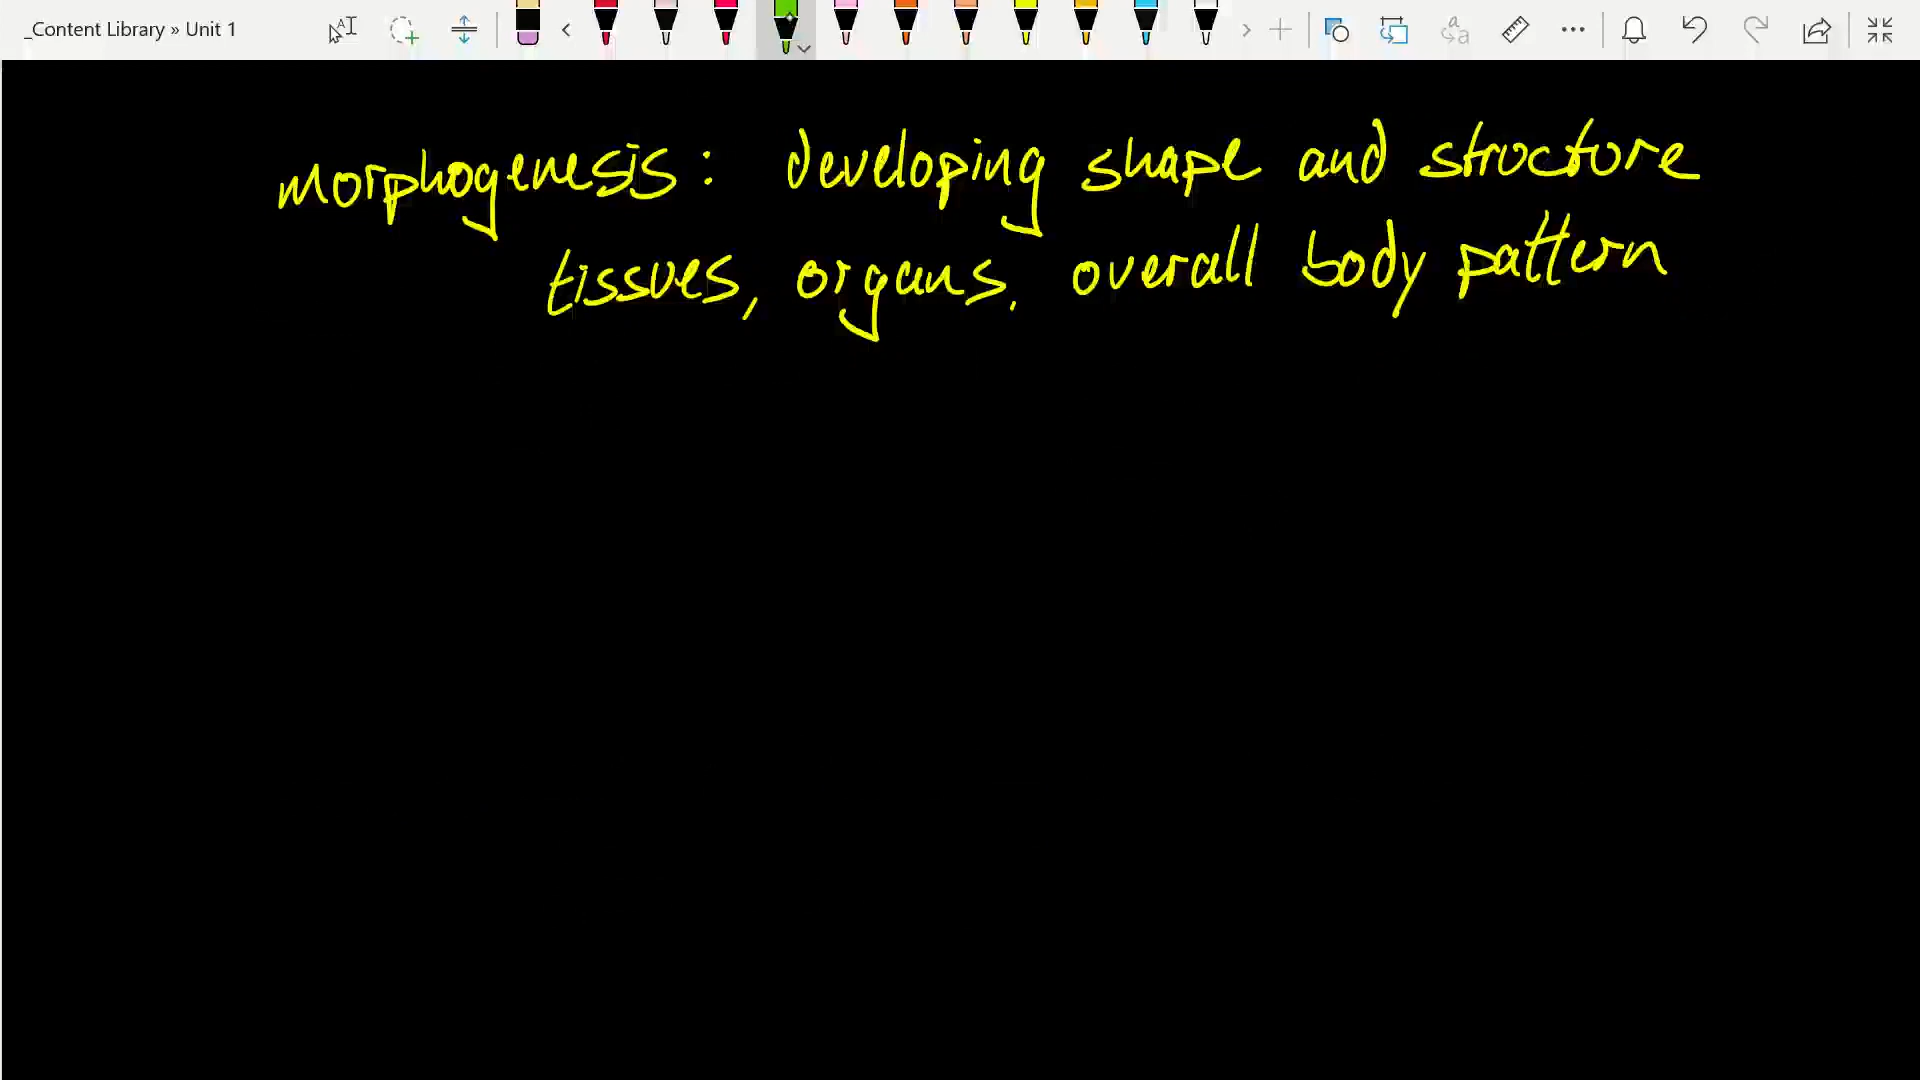 _Content Library » Unit 1
morphogenesis: developing shape and structure
tissues, organs, overall body pattern